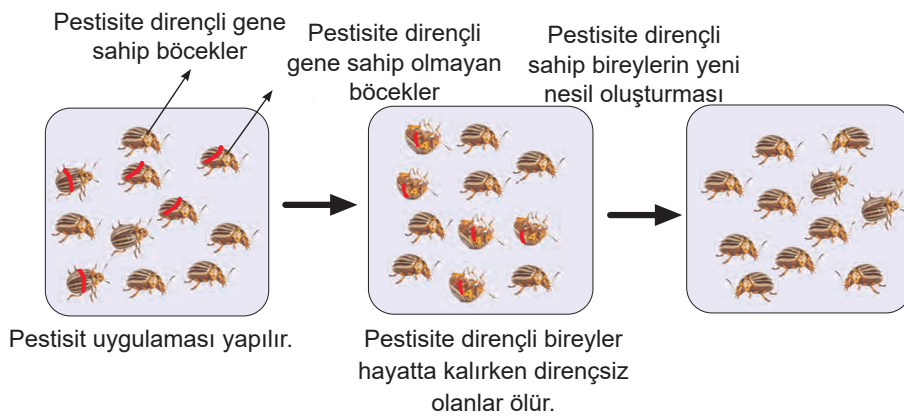 Pestisite dirençli gene
sahip böcekler
Pestisite dirençli
gene sahip olmayan
böcekler
Pestisite dirençli
sahip bireylerin yeni
nesil oluşturması
Pestisit uygulaması yapılır.
Pestisite dirençli bireyler
hayatta kalırken dirençsiz
olanlar ölür.